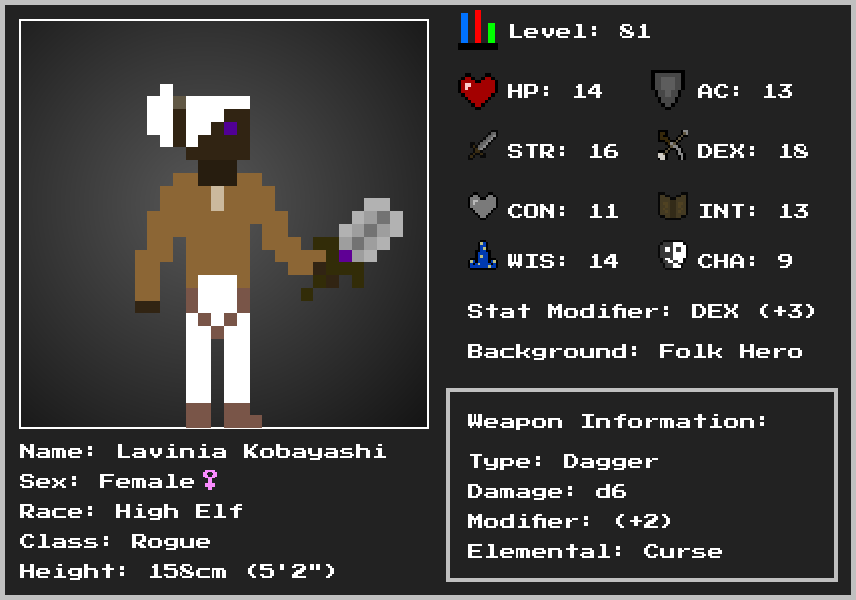 Level: 81
HP: 14 AC: 13
STR: 16 DEX: 18
CON: 11 INT: 13
WIS: 14 CHA: 9
Stat Modifier: DEX (+3)
Background: Folk Hero
Weapon Information:
Type: Dagger
Damage: d6
Modifier: (+2)
Elemental: Curse
Name: Lavinia Kobayashi
Sex: Female♀
Race: High Elf
Class: Rogue
Height: 158cm (5'2")